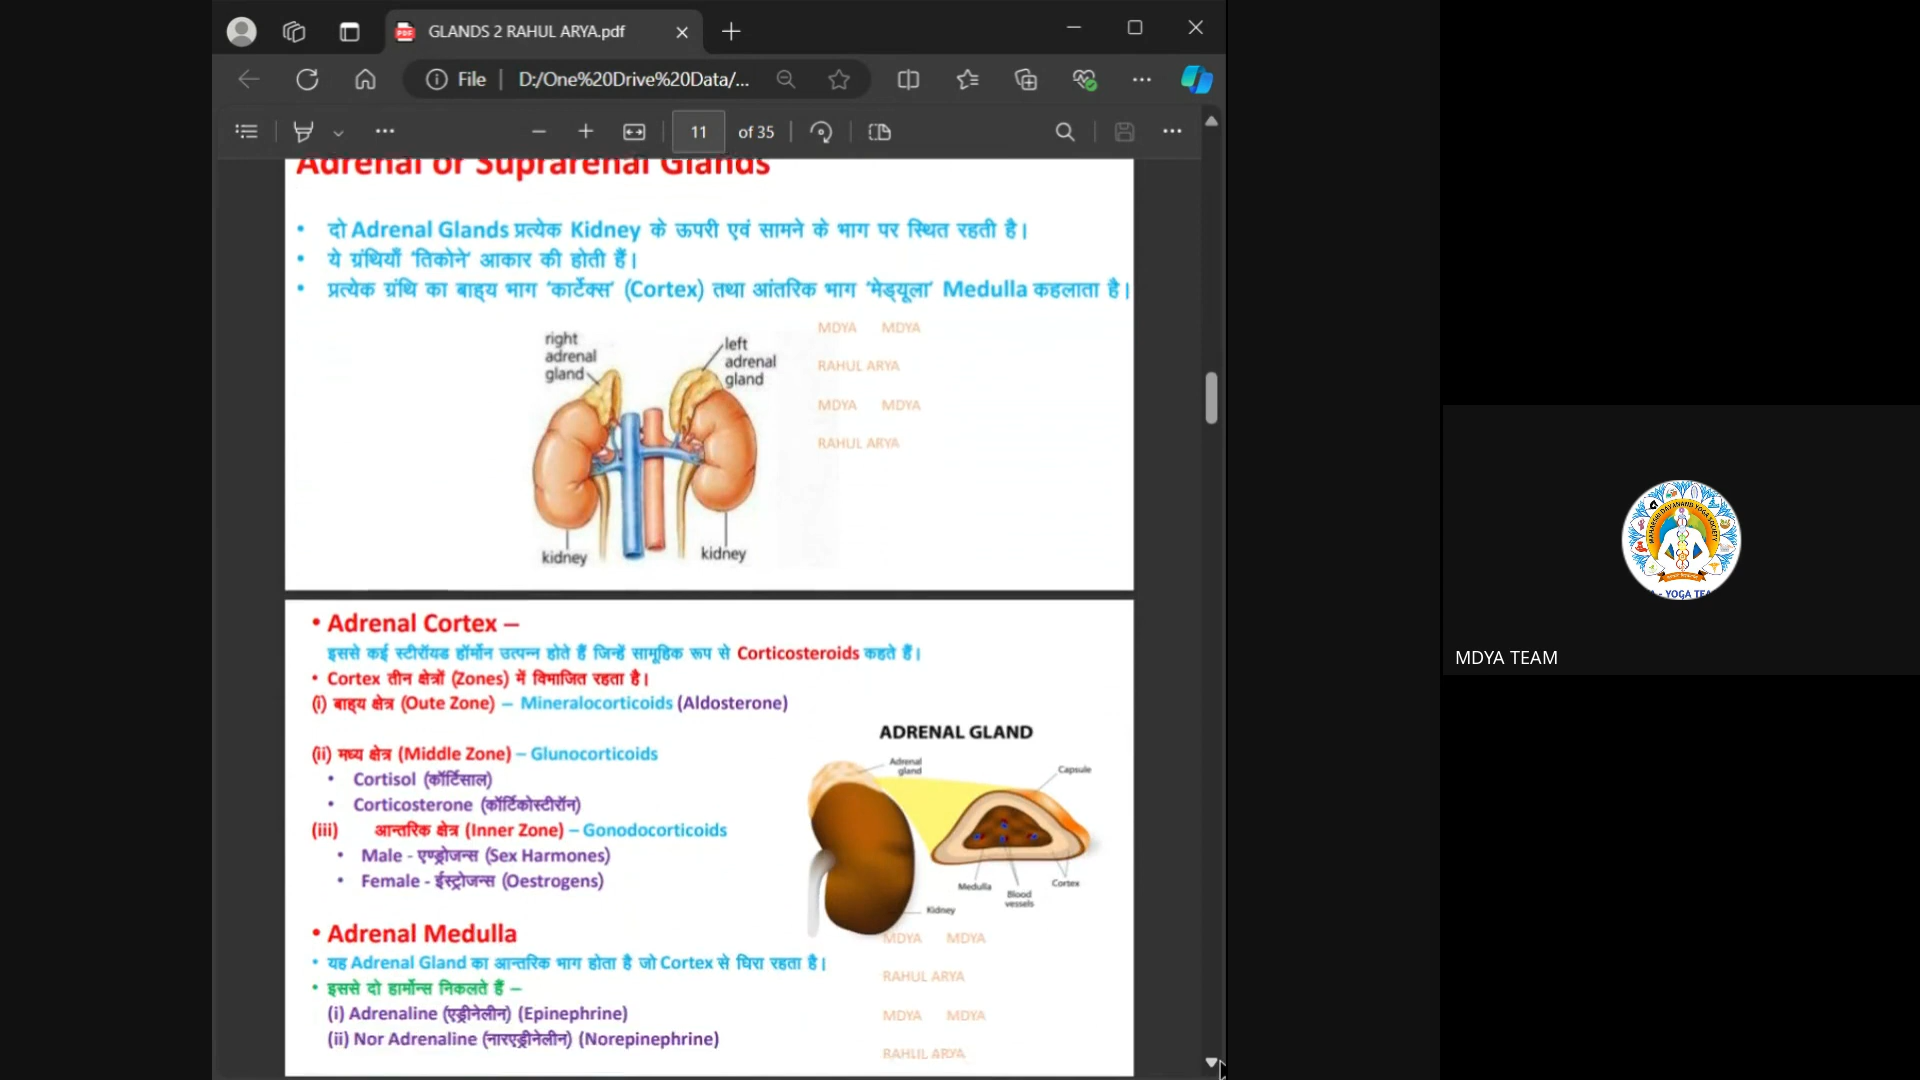 GLANDS 2 RAHUL ARYA.pdf
File
D:/One%20Drive%20Data/...
11 of 35
Adrenal or Suprarenal Glands
• दो Adrenal Glands प्रत्येक Kidney के ऊपरी एवं सामने के भाग पर स्थित रहती है।
• ये ग्रंथियाँ ‘तिकोने’ आकार की होती हैं।
• प्रत्येक ग्रंथि का बाह्य भाग ‘कार्टेक्स’ (Cortex) तथा आंतरिक भाग ‘मेड्यूला’ Medulla कहलाता है।
right adrenal gland
left adrenal gland
kidney
kidney
MDYA MDYA
RAHUL ARYA
MDYA MDYA
RAHUL ARYA
• Adrenal Cortex –
इससे कई स्टीरॉयड हॉर्मोन उत्पन्न होते हैं जिन्हें सामूहिक रूप से Corticosteroids कहते हैं।
• Cortex तीन क्षेत्रों (Zones) में विभाजित रहता है।
(i) बाह्य क्षेत्र (Oute Zone) – Mineralocorticoids (Aldosterone)
(ii) मध्य क्षेत्र (Middle Zone) – Glunocorticoids
• Cortisol (कॉर्टिसाल)
• Corticosterone (कॉर्टिकोस्टीरॉन)
(iii) आन्तरिक क्षेत्र (Inner Zone) – Gonodocorticoids
• Male - एण्ड्रोजन्स (Sex Harmones)
• Female - ईस्ट्रोजन्स (Oestrogens)
ADRENAL GLAND
Adrenal gland
Capsule
Medulla
Blood vessels
Cortex
Kidney
• Adrenal Medulla
• यह Adrenal Gland का आन्तरिक भाग होता है जो Cortex से घिरा रहता है।
• इससे दो हार्मोन्स निकलते हैं –
(i) Adrenaline (एड्रीनेलीन) (Epinephrine)
(ii) Nor Adrenaline (नारएड्रीनेलीन) (Norepinephrine)
MDYA MDYA
RAHUL ARYA
MDYA MDYA
RAHUL ARYA
MAHARSHI DAYANAND YOGA SOCIETY
- YOGA TEA
MDYA TEAM